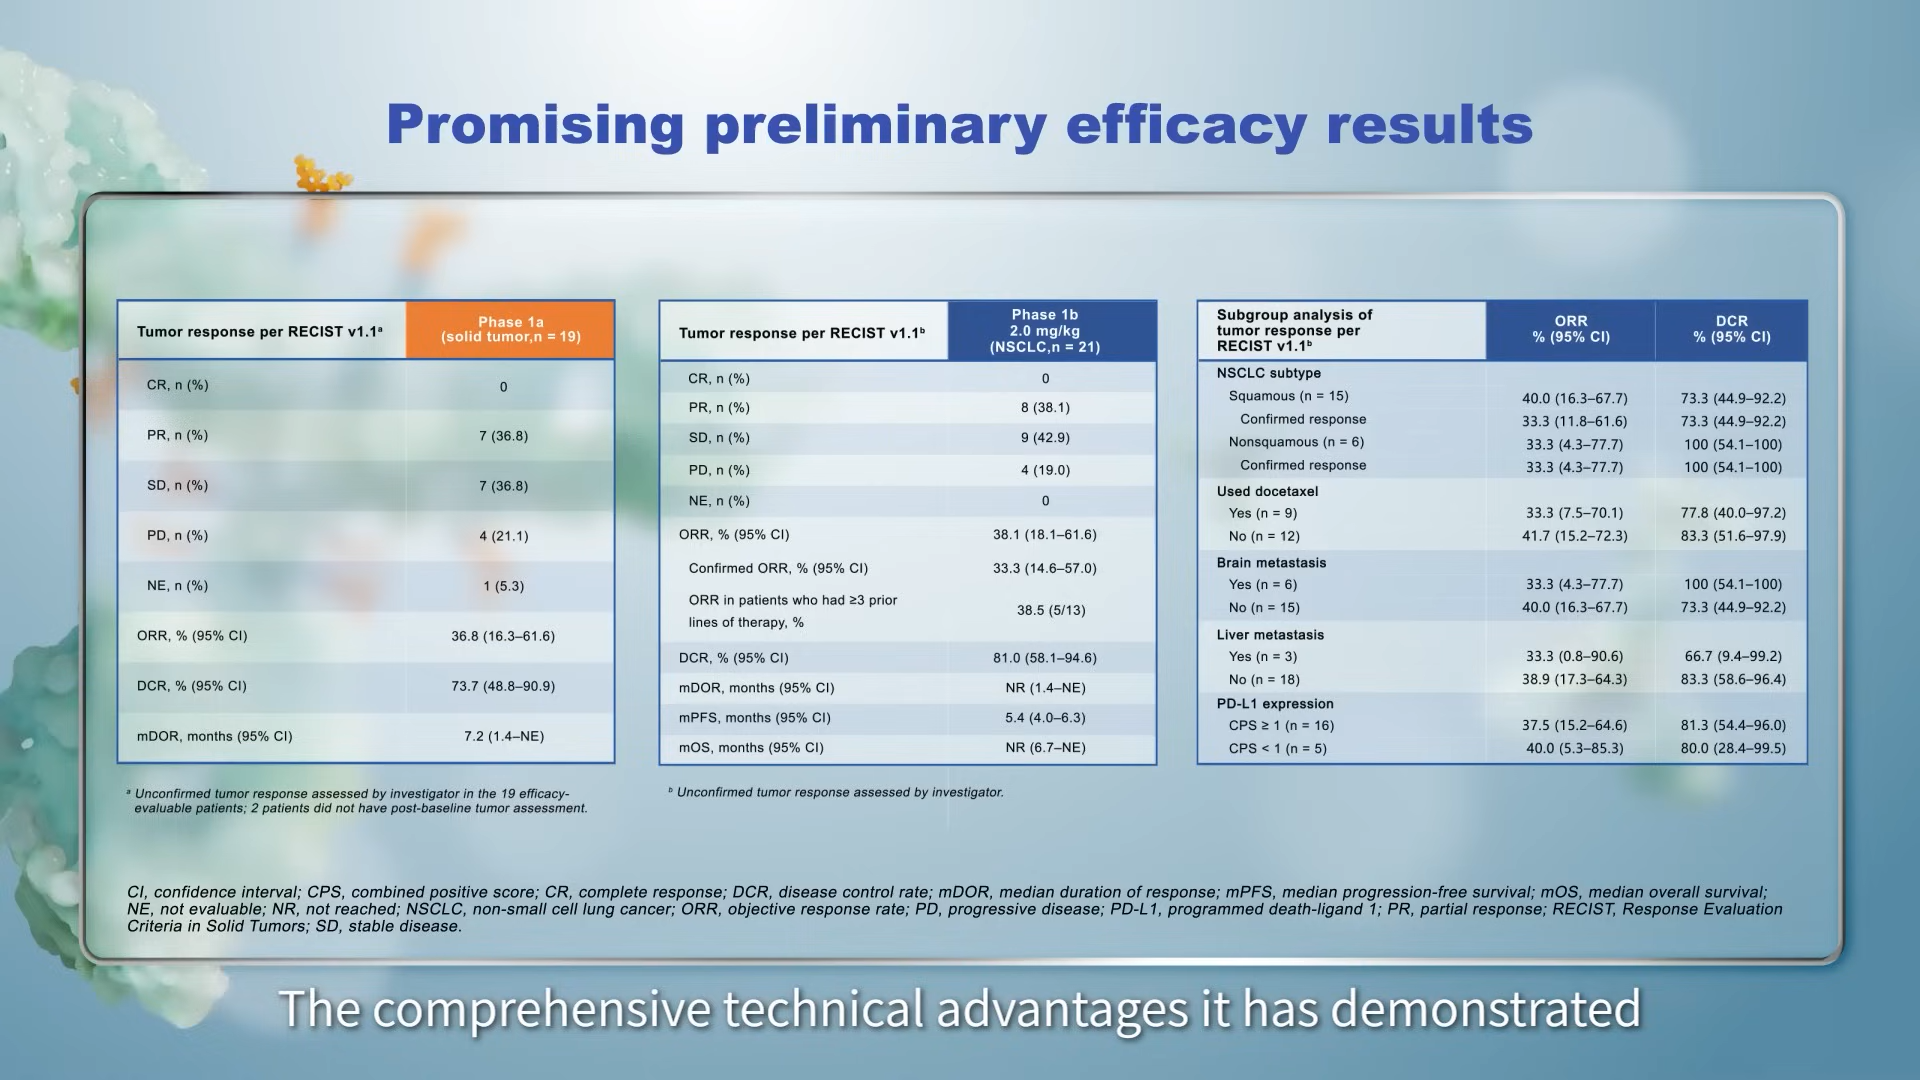 Promising preliminary efficacy results
Tumor response per RECIST v1.1ᵃ
Phase 1a
(solid tumor,n = 19)
CR, n (%) 0
PR, n (%) 7 (36.8)
SD, n (%) 7 (36.8)
PD, n (%) 4 (21.1)
NE, n (%) 1 (5.3)
ORR, % (95% CI) 36.8 (16.3–61.6)
DCR, % (95% CI) 73.7 (48.8–90.9)
mDOR, months (95% CI) 7.2 (1.4–NE)
ᵃ Unconfirmed tumor response assessed by investigator in the 19 efficacy-
evaluable patients; 2 patients did not have post-baseline tumor assessment.
Tumor response per RECIST v1.1ᵇ
Phase 1b
2.0 mg/kg
(NSCLC,n = 21)
CR, n (%) 0
PR, n (%) 8 (38.1)
SD, n (%) 9 (42.9)
PD, n (%) 4 (19.0)
NE, n (%) 0
ORR, % (95% CI) 38.1 (18.1–61.6)
Confirmed ORR, % (95% CI) 33.3 (14.6–57.0)
ORR in patients who had ≥3 prior
lines of therapy, % 38.5 (5/13)
DCR, % (95% CI) 81.0 (58.1–94.6)
mDOR, months (95% CI) NR (1.4–NE)
mPFS, months (95% CI) 5.4 (4.0–6.3)
mOS, months (95% CI) NR (6.7–NE)
ᵇ Unconfirmed tumor response assessed by investigator.
Subgroup analysis of
tumor response per
RECIST v1.1ᵇ
ORR
% (95% CI)
DCR
% (95% CI)
NSCLC subtype
Squamous (n = 15) 40.0 (16.3–67.7) 73.3 (44.9–92.2)
Confirmed response 33.3 (11.8–61.6) 73.3 (44.9–92.2)
Nonsquamous (n = 6) 33.3 (4.3–77.7) 100 (54.1–100)
Confirmed response 33.3 (4.3–77.7) 100 (54.1–100)
Used docetaxel
Yes (n = 9) 33.3 (7.5–70.1) 77.8 (40.0–97.2)
No (n = 12) 41.7 (15.2–72.3) 83.3 (51.6–97.9)
Brain metastasis
Yes (n = 6) 33.3 (4.3–77.7) 100 (54.1–100)
No (n = 15) 40.0 (16.3–67.7) 73.3 (44.9–92.2)
Liver metastasis
Yes (n = 3) 33.3 (0.8–90.6) 66.7 (9.4–99.2)
No (n = 18) 38.9 (17.3–64.3) 83.3 (58.6–96.4)
PD-L1 expression
CPS ≥ 1 (n = 16) 37.5 (15.2–64.6) 81.3 (54.4–96.0)
CPS < 1 (n = 5) 40.0 (5.3–85.3) 80.0 (28.4–99.5)
CI, confidence interval; CPS, combined positive score; CR, complete response; DCR, disease control rate; mDOR, median duration of response; mPFS, median progression-free survival; mOS, median overall survival;
NE, not evaluable; NR, not reached; NSCLC, non-small cell lung cancer; ORR, objective response rate; PD, progressive disease; PD-L1, programmed death-ligand 1; PR, partial response; RECIST, Response Evaluation
Criteria in Solid Tumors; SD, stable disease.
The comprehensive technical advantages it has demonstrated